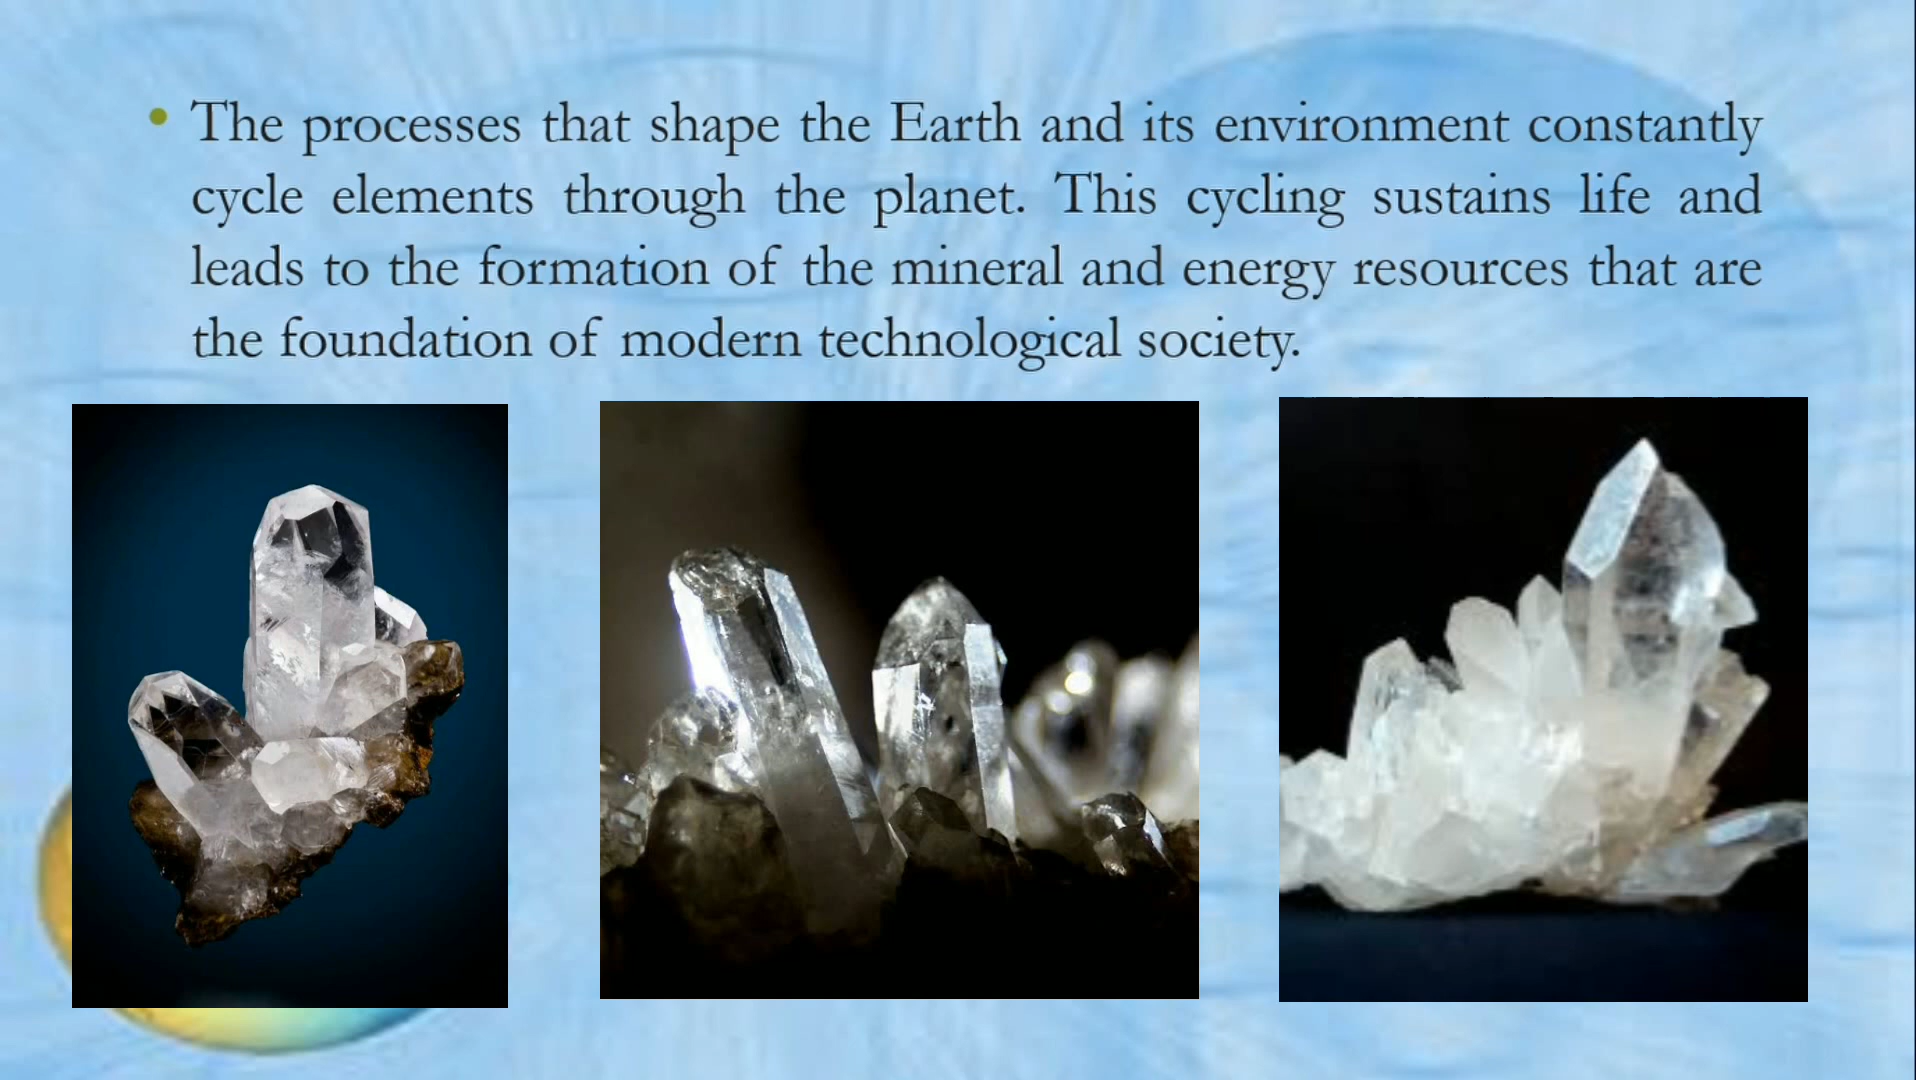 The processes that shape the Earth and its environment constantly
cycle elements through the planet. This cycling sustains life and
leads to the formation of the mineral and energy resources that are
the foundation of modern technological society.